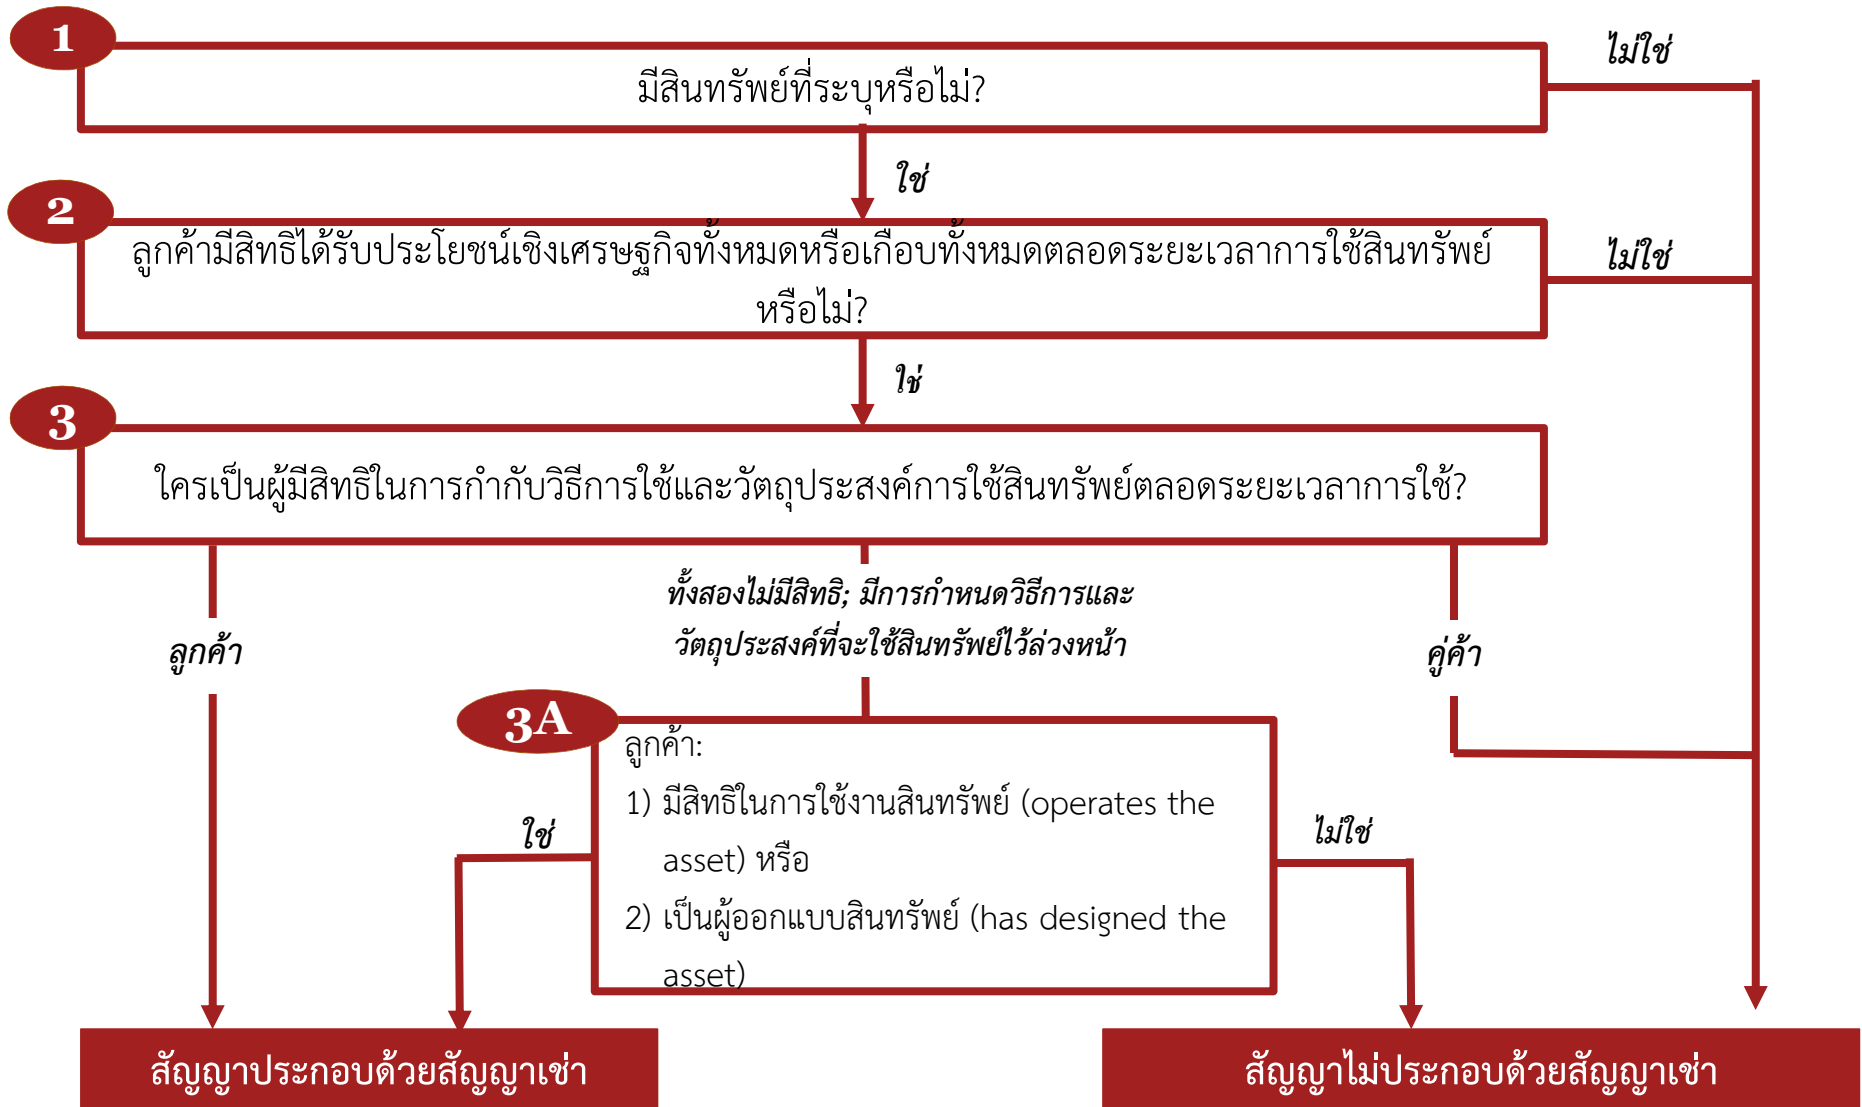 1
มีสินทรัพย์ที่ระบุหรือไม่?
ไม่ใช่
ใช่
2
ลูกค้ามีสิทธิได้รับประโยชน์เชิงเศรษฐกิจทั้งหมดหรือเกือบทั้งหมดตลอดระยะเวลาการใช้สินทรัพย์
หรือไม่?
ไม่ใช่
ใช่
3
ใครเป็นผู้มีสิทธิในการกำกับวิธีการใช้และวัตถุประสงค์การใช้สินทรัพย์ตลอดระยะเวลาการใช้?
ลูกค้า
ทั้งสองไม่มีสิทธิ; มีการกำหนดวิธีการและ
วัตถุประสงค์ที่จะใช้สินทรัพย์ไว้ล่วงหน้า
คู่ค้า
3A
ลูกค้า:
1) มีสิทธิในการใช้งานสินทรัพย์ (operates the
asset) หรือ
2) เป็นผู้ออกแบบสินทรัพย์ (has designed the
asset)
ใช่
ไม่ใช่
สัญญาประกอบด้วยสัญญาเช่า
สัญญาไม่ประกอบด้วยสัญญาเช่า